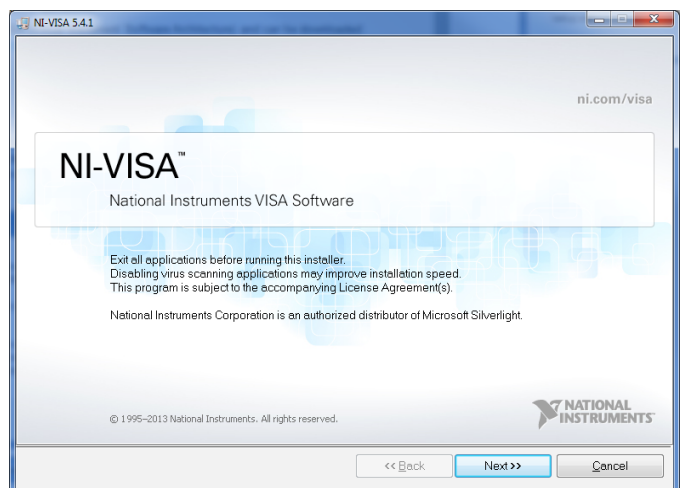 NI-VISA 5.4.1
ni.com/visa
NI-VISA™
National Instruments VISA Software
Exit all applications before running this installer.
Disabling virus scanning applications may improve installation speed.
This program is subject to the accompanying License Agreement(s).
National Instruments Corporation is an authorized distributor of Microsoft Silverlight.
© 1995–2013 National Instruments. All rights reserved.
NATIONAL
INSTRUMENTS
<< Back
Next >>
Cancel